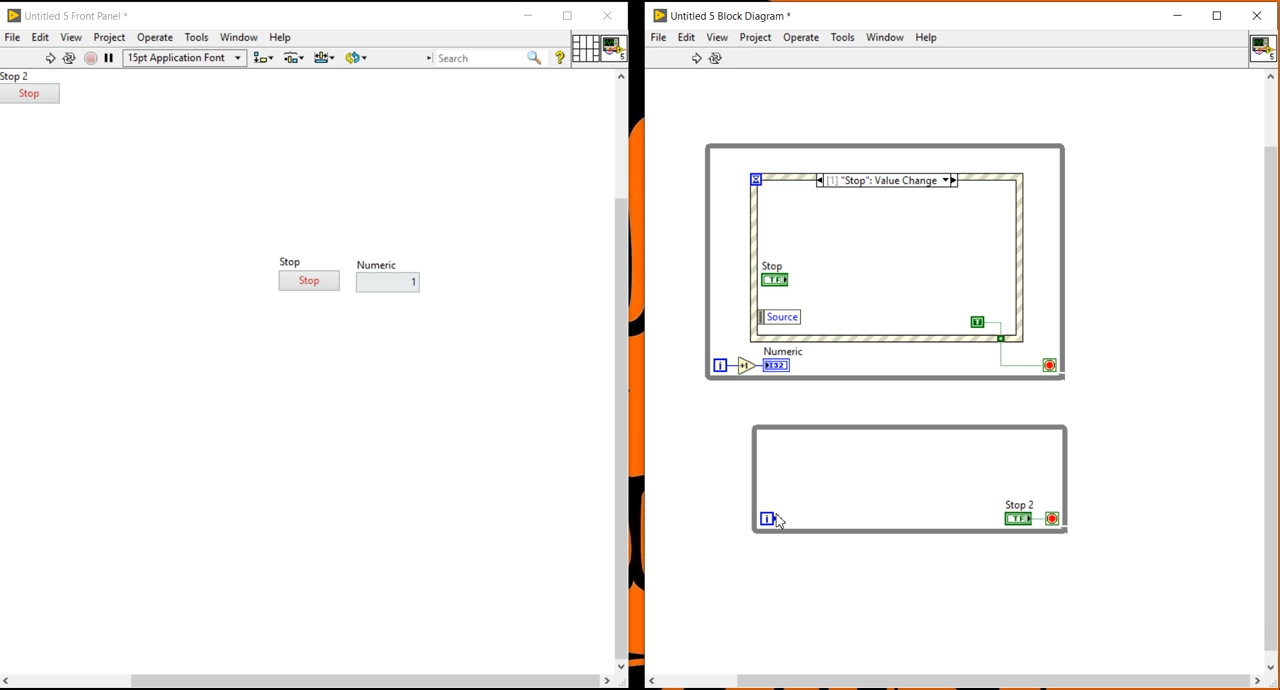 Untitled 5 Front Panel *
File Edit View Project Operate Tools Window Help
15pt Application Font
Search
?
5
Stop 2
Stop
Stop
Stop
Numeric
1
Untitled 5 Block Diagram *
File Edit View Project Operate Tools Window Help
5
[1] "Stop": Value Change
Stop
TF
Source
T
Numeric
i
+1
I32
Stop 2
i
TF